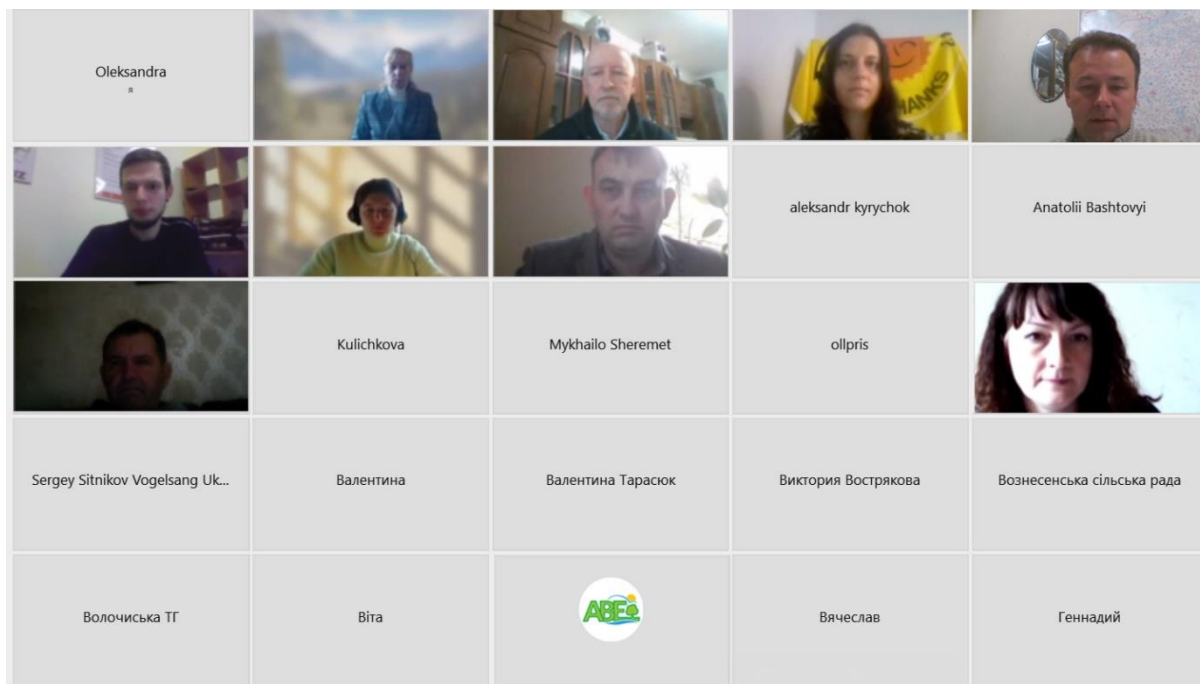 Oleksandra
я
HANKS
aleksandr kyrychok
Anatolii Bashtovyi
Kulichkova
Mykhailo Sheremet
ollpris
Sergey Sitnikov Vogelsang Uk...
Валентина
Валентина Тарасюк
Виктория Вострякова
Вознесенська сільська рада
Волочиська ТГ
Віта
АВЕ
Вячеслав
Геннадий